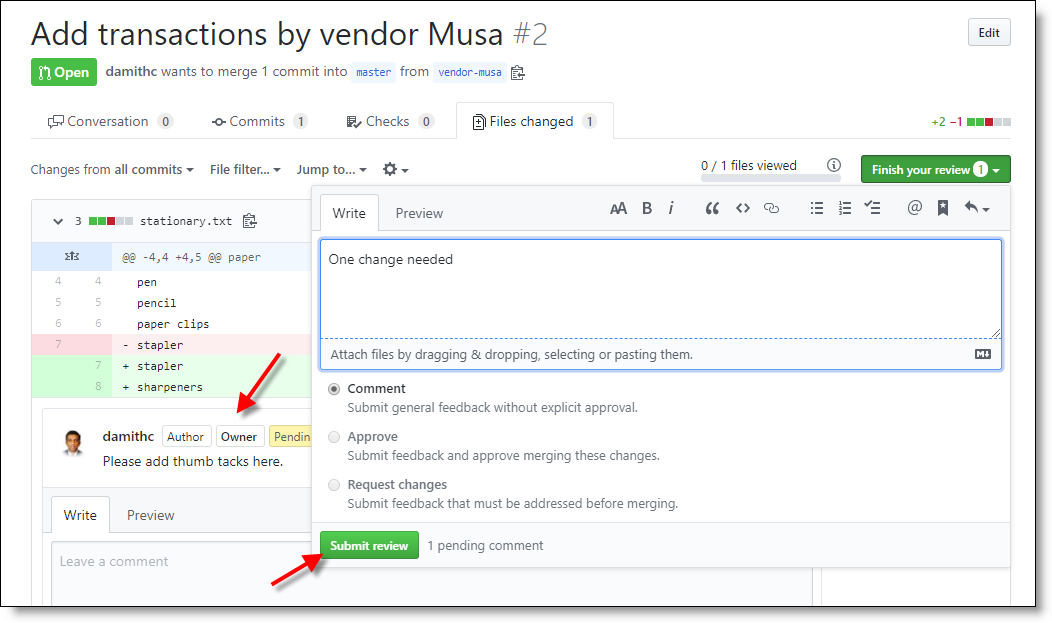 Add transactions by vendor Musa #2
Edit
Open damithc wants to merge 1 commit into master from vendor-musa
Conversation 0 Commits 1 Checks 0 Files changed 1
+2 −1
Changes from all commits File filter... Jump to...
0 / 1 files viewed
Finish your review 1
3 stationary.txt
@@ -4,4 +4,5 @@ paper
4 4 pen
5 5 pencil
6 6 paper clips
7 - stapler
7 + stapler
8 + sharpeners
damithc Author Owner Pendin
Please add thumb tacks here.
Write Preview
Leave a comment
Write Preview
AA B i
One change needed
Attach files by dragging & dropping, selecting or pasting them.
Comment
Submit general feedback without explicit approval.
Approve
Submit feedback and approve merging these changes.
Request changes
Submit feedback that must be addressed before merging.
Submit review 1 pending comment